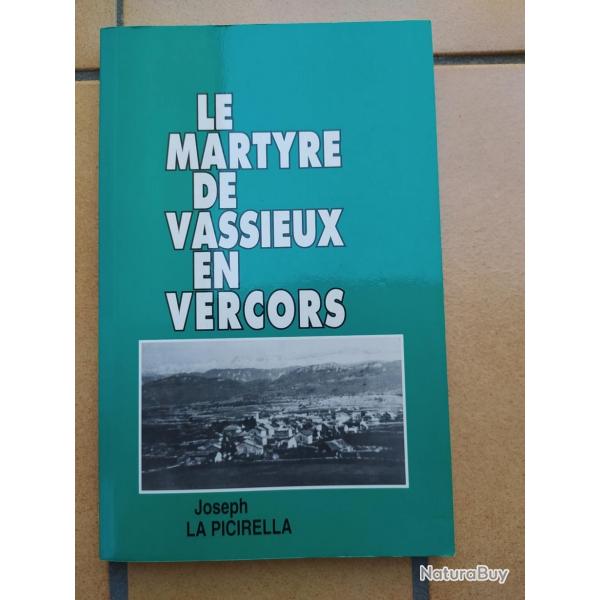 LE
MARTYRE
DE
VASSIEUX
EN
VERCORS
Joseph
LA PICIRELLA
NaturaBuy